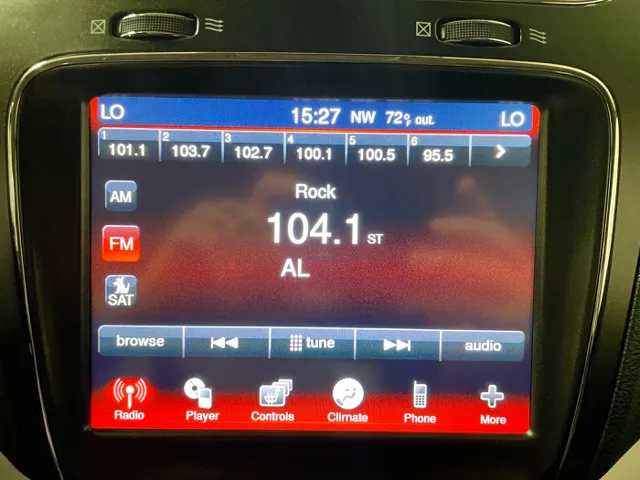 LO 15:27 NW 72°F out. LO
1 101.1 2 103.7 3 102.7 4 100.1 5 100.5 6 95.5
AM
Rock
104.1 ST
FM
AL
SAT
browse tune audio
Radio Player Controls Climate Phone More